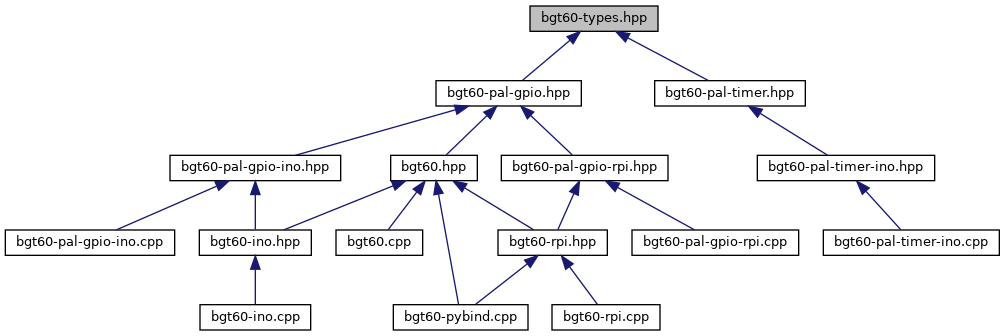 bgt60-types.hpp
bgt60-pal-gpio.hpp
bgt60-pal-timer.hpp
bgt60-pal-gpio-ino.hpp
bgt60.hpp
bgt60-pal-gpio-rpi.hpp
bgt60-pal-timer-ino.hpp
bgt60-pal-gpio-ino.cpp
bgt60-ino.hpp
bgt60.cpp
bgt60-rpi.hpp
bgt60-pal-gpio-rpi.cpp
bgt60-pal-timer-ino.cpp
bgt60-ino.cpp
bgt60-pybind.cpp
bgt60-rpi.cpp